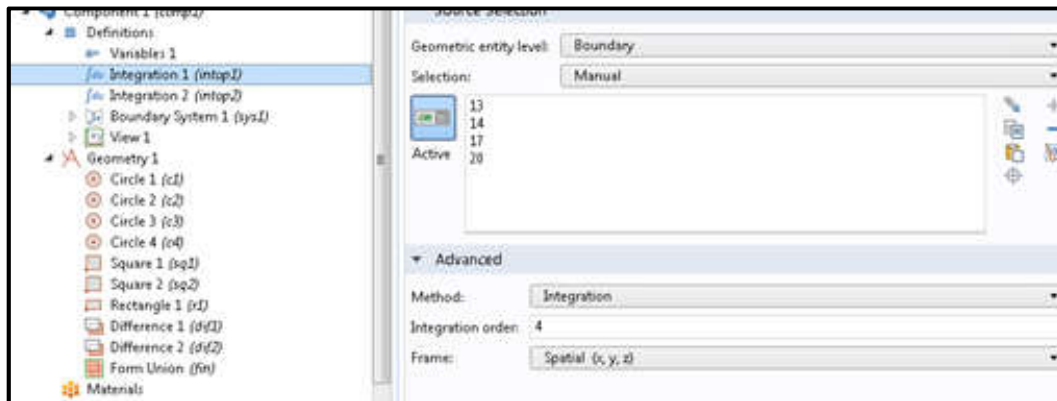 Component 1 (comp1)
Definitions
Variables 1
Integration 1 (intop1)
Integration 2 (intop2)
Boundary System 1 (sys1)
View 1
Geometry 1
Circle 1 (c1)
Circle 2 (c2)
Circle 3 (c3)
Circle 4 (c4)
Square 1 (sq1)
Square 2 (sq2)
Rectangle 1 (r1)
Difference 1 (dif1)
Difference 2 (dif2)
Form Union (fin)
Materials
Source Selection
Geometric entity level: Boundary
Selection: Manual
13
14
17
20
Active
Advanced
Method: Integration
Integration order: 4
Frame: Spatial (x, y, z)